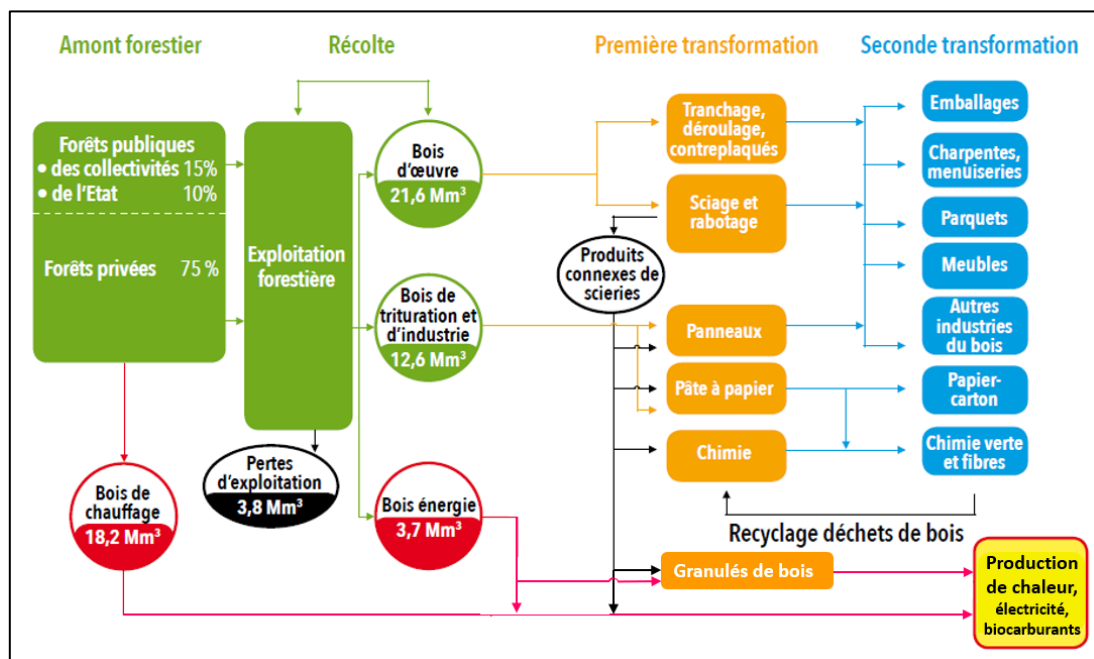 Amont forestier
Récolte
Première transformation
Seconde transformation
Forêts publiques
• des collectivités 15%
• de l'Etat 10%
Forêts privées 75 %
Exploitation
forestière
Bois
d'œuvre
21,6 Mm³
Bois de
trituration et
d'industrie
12,6 Mm³
Pertes
d'exploitation
3,8 Mm³
Bois de
chauffage
18,2 Mm³
Bois énergie
3,7 Mm³
Tranchage,
déroulage,
contreplaqués
Sciage et
rabotage
Produits
connexes de
scieries
Panneaux
Pâte à papier
Chimie
Emballages
Charpentes,
menuiseries
Parquets
Meubles
Autres
industries
du bois
Papier-
carton
Chimie verte
et fibres
Recyclage déchets de bois
Granulés de bois
Production
de chaleur,
électricité,
biocarburants